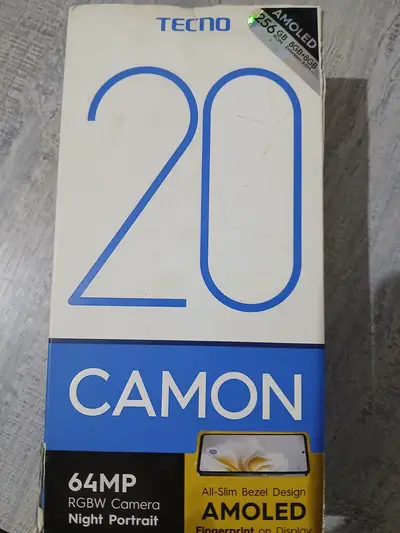 TECNO
AMOLED
256GB 8GB+8GB
ROM
20
CAMON
64MP
RGBW Camera
Night Portrait
All-Slim Bezel Design
AMOLED
Fingerprint on Display